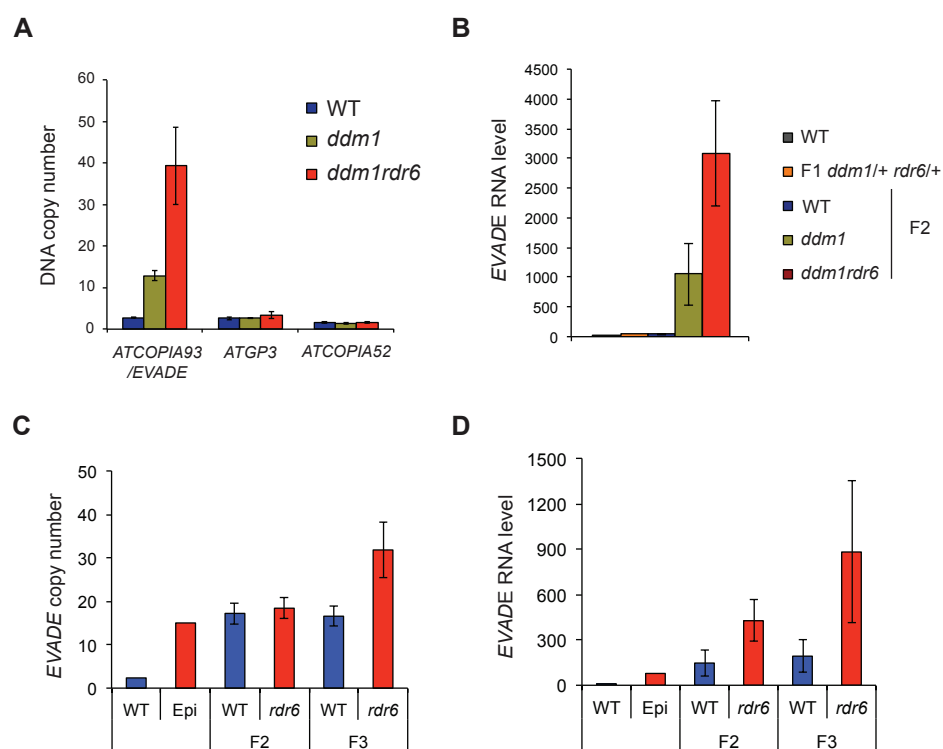 A
DNA copy number
60
50
40
30
20
10
0
ATCOPIA93
/EVADE
ATGP3
ATCOPIA52
WT
ddm1
ddm1rdr6
B
EVADE RNA level
4500
4000
3500
3000
2500
2000
1500
1000
500
0
WT
F1 ddm1/+ rdr6/+
WT
ddm1
ddm1rdr6
F2
C
EVADE copy number
50
40
30
20
10
0
WT Epi WT rdr6 WT rdr6
F2 F3
D
EVADE RNA level
1500
1200
900
600
300
0
WT Epi WT rdr6 WT rdr6
F2 F3